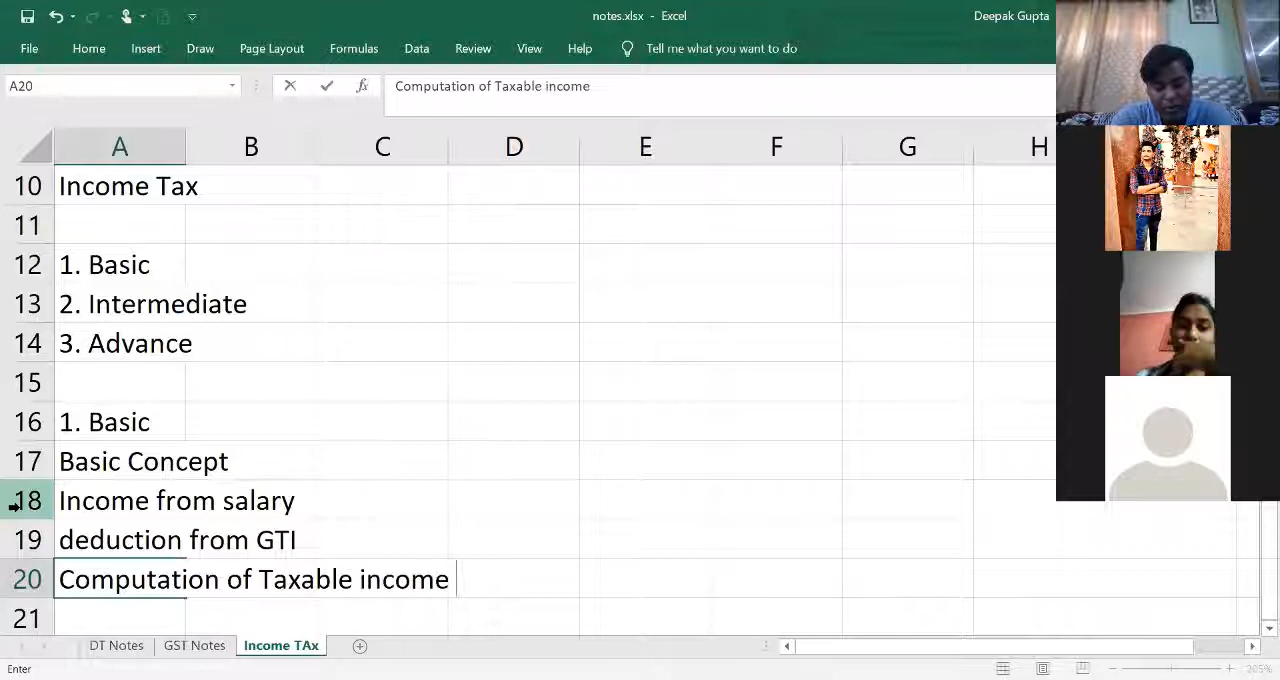 notes.xlsx - Excel
Deepak Gupta
File Home Insert Draw Page Layout Formulas Data Review View Help Tell me what you want to do
A20 fx Computation of Taxable income
A B C D E F G H
10 Income Tax
11
12 1. Basic
13 2. Intermediate
14 3. Advance
15
16 1. Basic
17 Basic Concept
18 Income from salary
19 deduction from GTI
20 Computation of Taxable income
21
DT Notes GST Notes Income TAx
Enter
205%